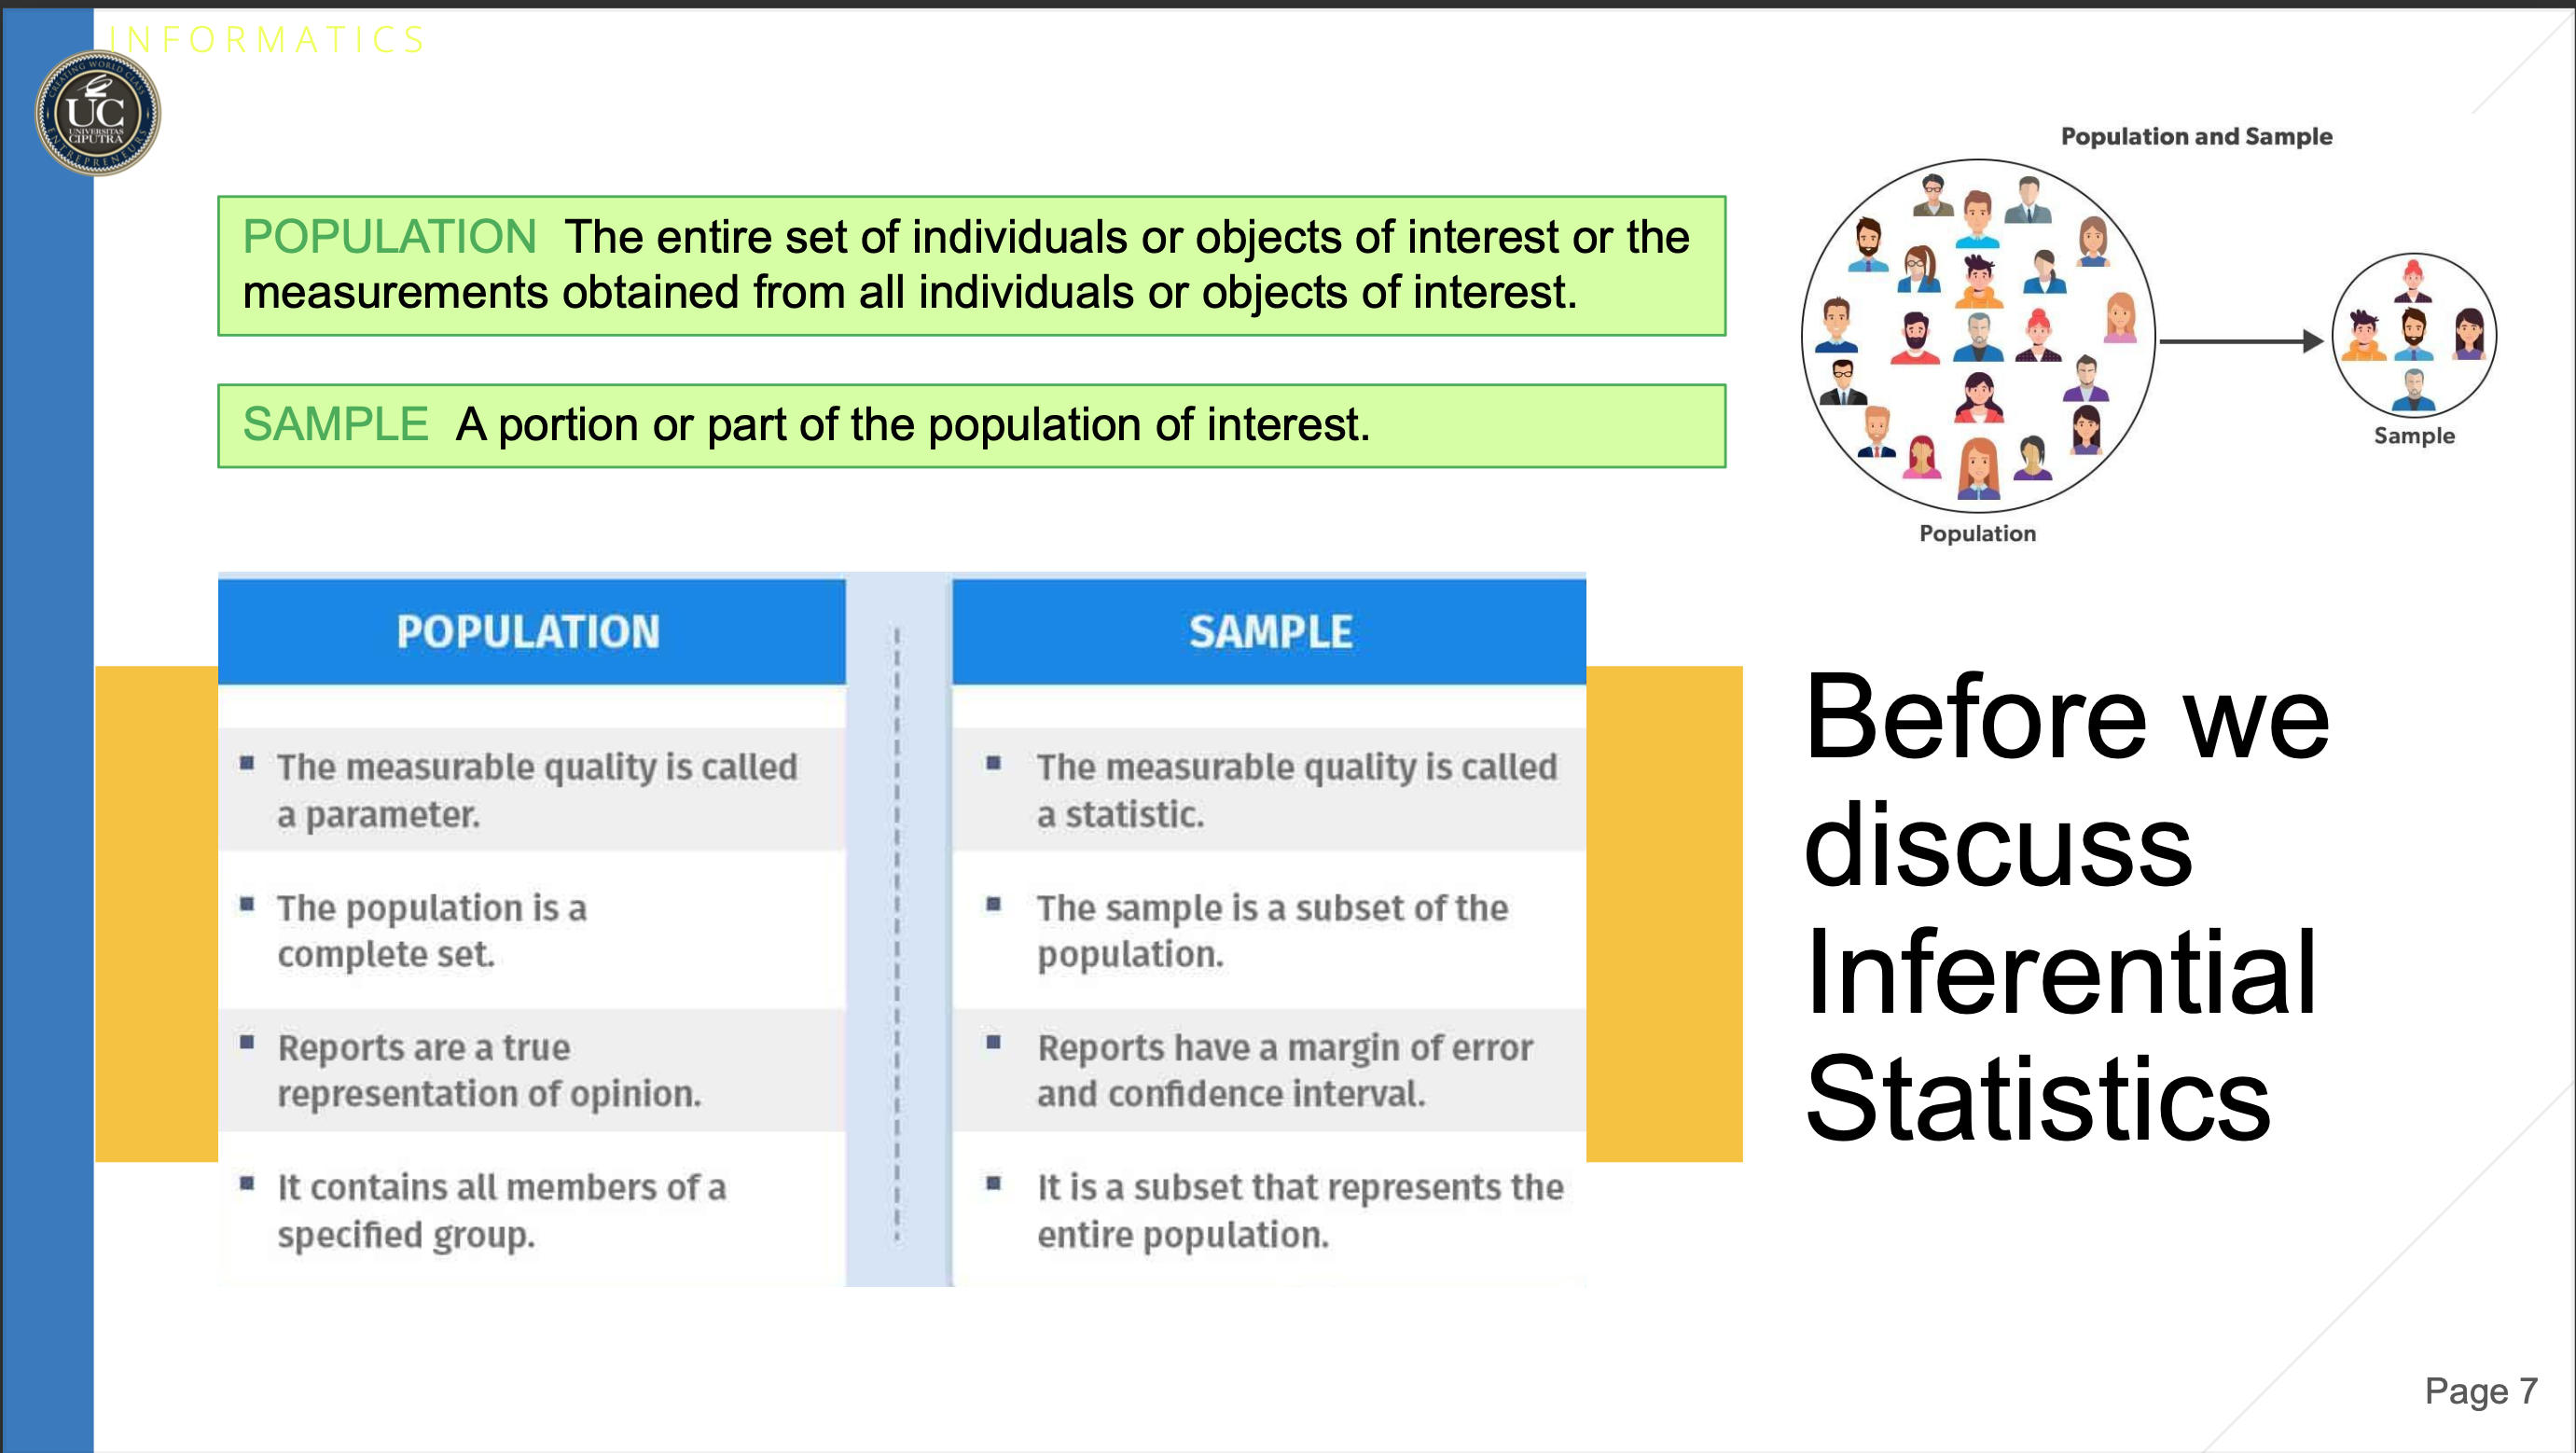 INFORMATICS
CREATING WORLD CLASS
UC
UNIVERSITAS
CIPUTRA
ENTREPRENEURS
POPULATION The entire set of individuals or objects of interest or the
measurements obtained from all individuals or objects of interest.
SAMPLE A portion or part of the population of interest.
Population and Sample
Sample
Population
POPULATION
The measurable quality is called
a parameter.
The population is a
complete set.
Reports are a true
representation of opinion.
It contains all members of a
specified group.
SAMPLE
The measurable quality is called
a statistic.
The sample is a subset of the
population.
Reports have a margin of error
and confidence interval.
It is a subset that represents the
entire population.
Before we
discuss
Inferential
Statistics
Page 7